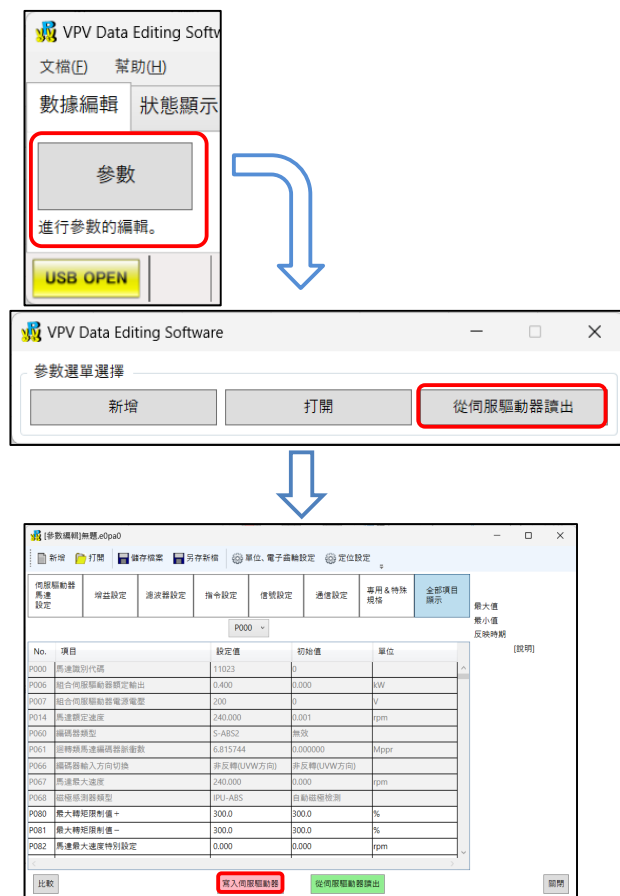 VPV Data Editing Softw
文檔(F) 幫助(H)
數據編輯 狀態顯示
參數
進行參數的編輯。
USB OPEN
VPV Data Editing Software
參數選單選擇
新增 打開 從伺服驅動器讀出
[參數編輯]無題.e0pa0
新增 打開 儲存檔案 另存新檔 單位、電子齒輪設定 定位設定
伺服驅動器馬達設定 增益設定 濾波器設定 指令設定 信號設定 通信設定 專用&特殊規格 全部項目顯示
最大值
最小值
反映時期
[說明]
P000
No. 項目 設定值 初始值 單位
P000 馬達識別代碼 11023 0
P006 組合伺服驅動器額定輸出 0.400 0.000 kW
P007 組合伺服驅動器電源電壓 200 0 V
P014 馬達額定速度 240.000 0.001 rpm
P060 編碼器類型 S-ABS2 無效
P061 迴轉類馬達編碼器脈衝數 6.815744 0.000000 Mppr
P066 編碼器輸入方向切換 非反轉(UVW方向) 非反轉(UVW方向)
P067 馬達最大速度 240.000 0.000 rpm
P068 磁極感測器類型 IPU-ABS 自動磁極檢測
P080 最大轉矩限制值+ 300.0 300.0 %
P081 最大轉矩限制值− 300.0 300.0 %
P082 馬達最大速度特別設定 0.000 0.000 rpm
比較 寫入伺服驅動器 從伺服驅動器讀出 關閉